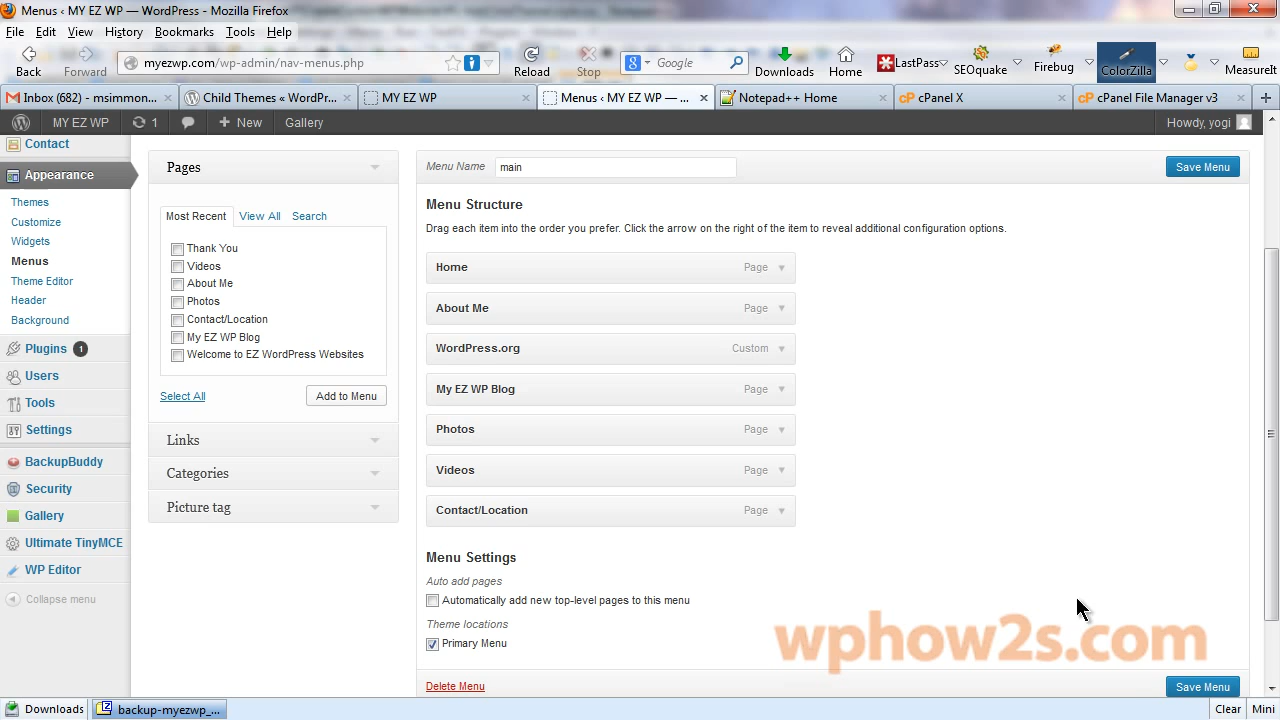 Menus ‹ MY EZ WP — WordPress - Mozilla Firefox
File Edit View History Bookmarks Tools Help
Back Forward myezwp.com/wp-admin/nav-menus.php Reload Stop Google Downloads Home LastPass SEOquake Firebug ColorZilla MeasureIt
Inbox (682) - msimmon... Child Themes « WordPr... MY EZ WP Menus ‹ MY EZ WP — ... Notepad++ Home cPanel X cPanel File Manager v3
MY EZ WP 1 + New Gallery Howdy, yogi
Contact
Appearance
Themes
Customize
Widgets
Menus
Theme Editor
Header
Background
Plugins 1
Users
Tools
Settings
BackupBuddy
Security
Gallery
Ultimate TinyMCE
WP Editor
Collapse menu
Pages
Most Recent View All Search
Thank You
Videos
About Me
Photos
Contact/Location
My EZ WP Blog
Welcome to EZ WordPress Websites
Select All Add to Menu
Links
Categories
Picture tag
Menu Name main Save Menu
Menu Structure
Drag each item into the order you prefer. Click the arrow on the right of the item to reveal additional configuration options.
Home Page
About Me Page
WordPress.org Custom
My EZ WP Blog Page
Photos Page
Videos Page
Contact/Location Page
Menu Settings
Auto add pages
Automatically add new top-level pages to this menu
Theme locations
Primary Menu
wphow2s.com
Delete Menu Save Menu
Downloads backup-myezwp_... Clear Mini